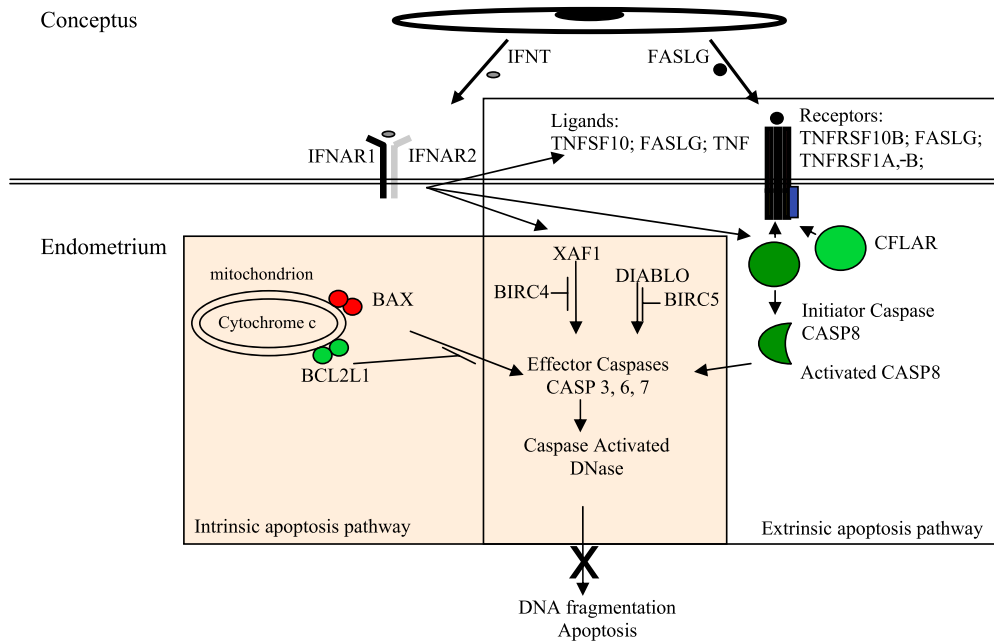 Conceptus
IFNT
FASLG
Ligands:
TNFSF10; FASLG; TNF
Receptors:
TNFRSF10B; FASLG;
TNFRSF1A,-B;
IFNAR1
IFNAR2
Endometrium
CFLAR
mitochondrion
Cytochrome c
BAX
BCL2L1
XAF1
BIRC4
DIABLO
BIRC5
Initiator Caspase
CASP8
Activated CASP8
Effector Caspases
CASP 3, 6, 7
Caspase Activated
DNase
Intrinsic apoptosis pathway
Extrinsic apoptosis pathway
X
DNA fragmentation
Apoptosis